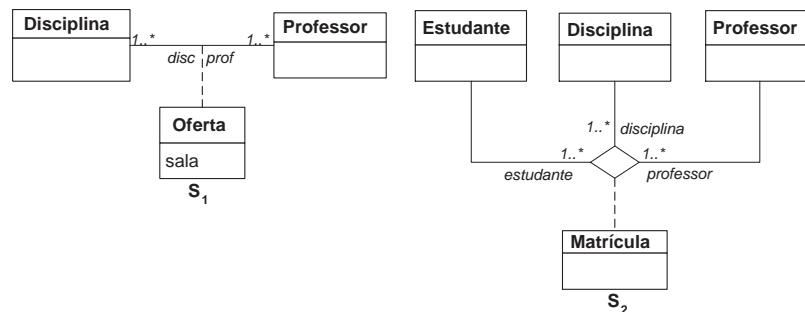 Disciplina
Professor
1..*
1..*
disc
prof
Oferta
sala
S1
Estudante
Disciplina
Professor
1..*
disciplina
1..*
1..*
estudante
professor
Matrícula
S2